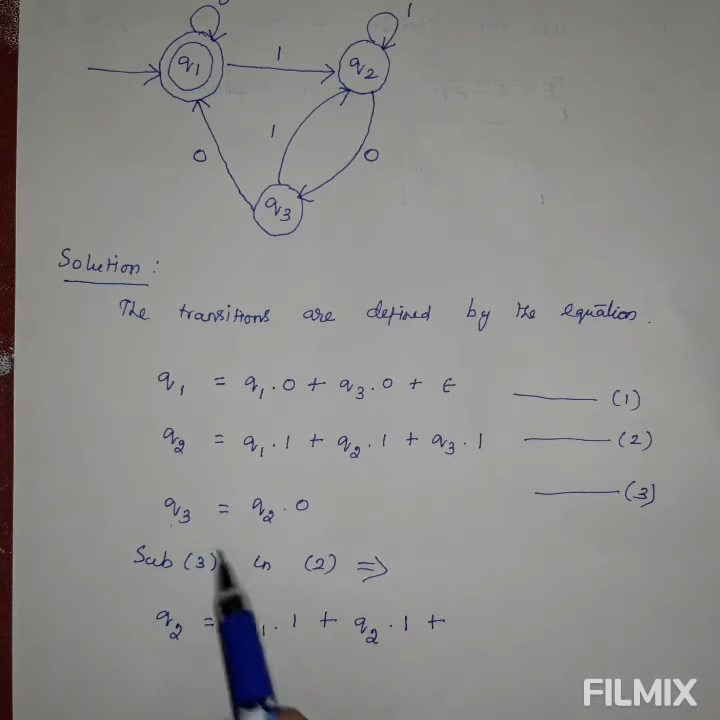 q1
1
q2
1
1
0
0
q3
Solution :
The transitions are defined by the equation.
q1 = q1.0 + q3.0 + ϵ (1)
q2 = q1.1 + q2.1 + q3.1 (2)
q3 = q2.0 (3)
Sub (3) in (2) ⇒
q2 = 1.1 + q2.1 +
FILMIX